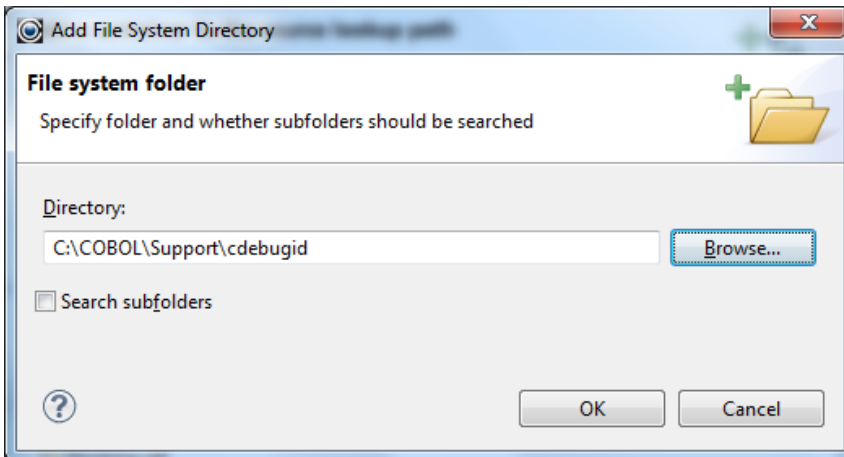 Add File System Directory
File system folder
Specify folder and whether subfolders should be searched
Directory:
C:\COBOL\Support\cdebugid
Browse...
Search subfolders
OK
Cancel